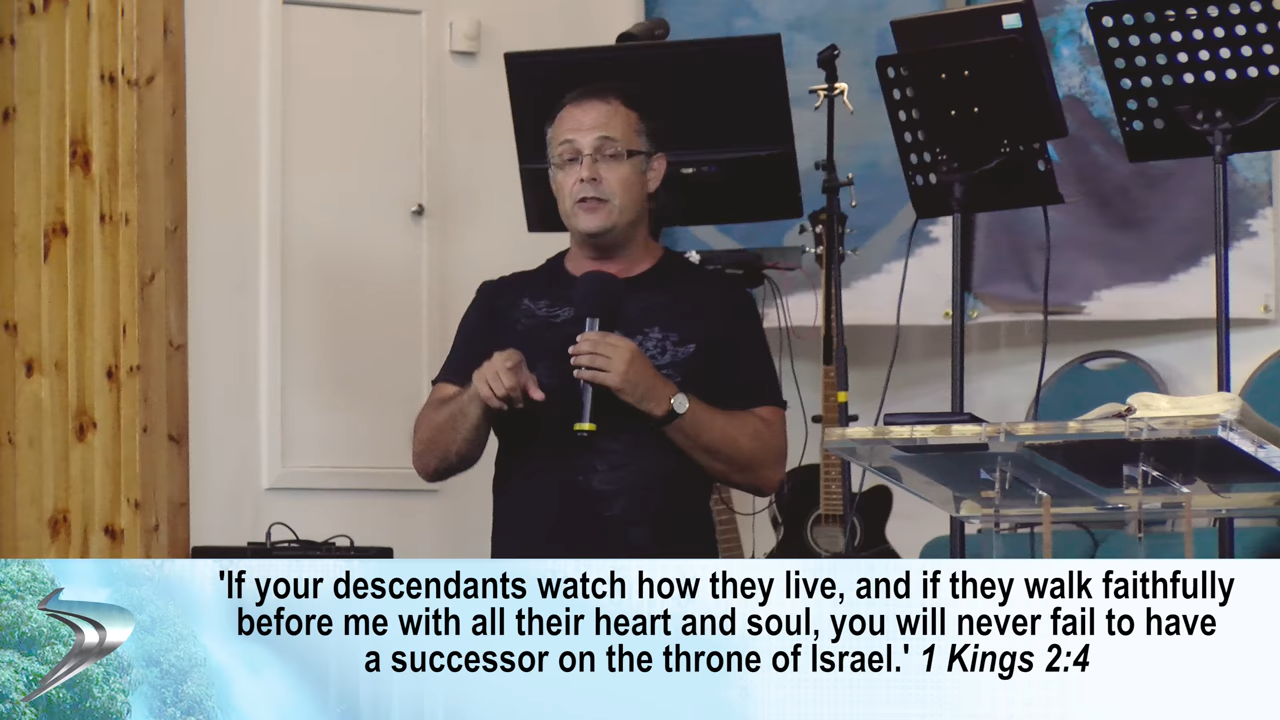 'If your descendants watch how they live, and if they walk faithfully
before me with all their heart and soul, you will never fail to have
a successor on the throne of Israel.' 1 Kings 2:4